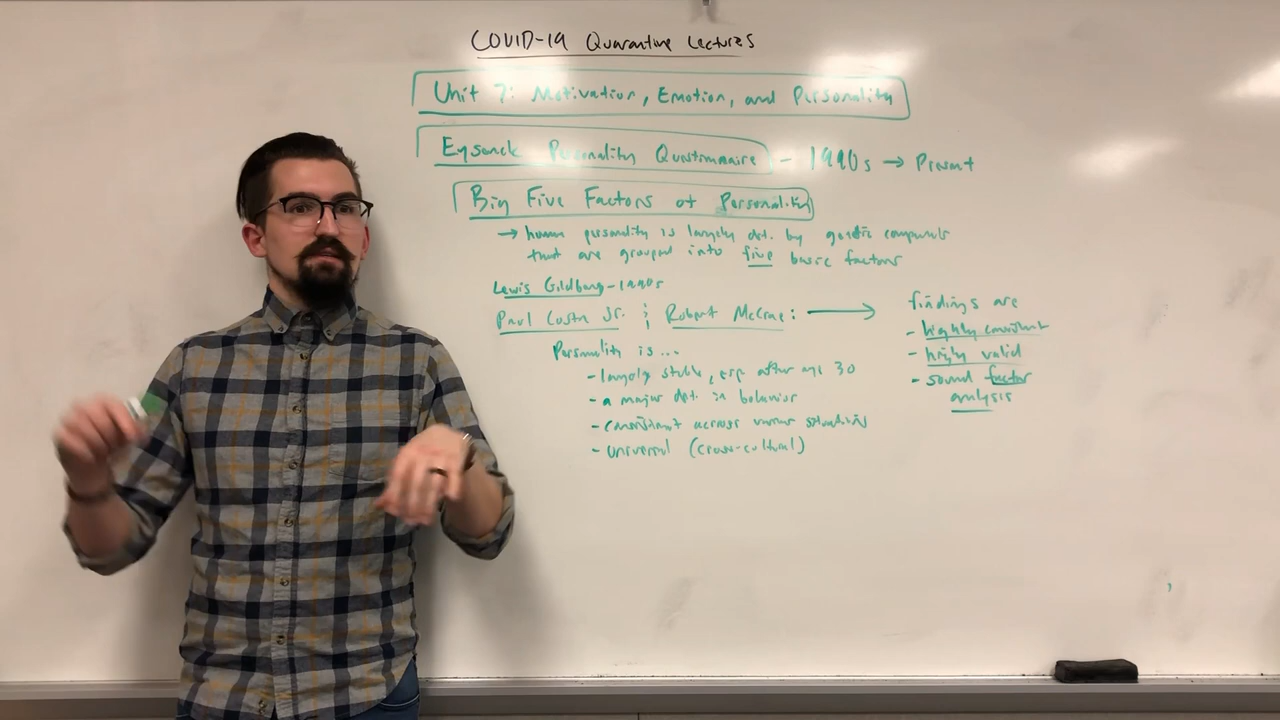 COVID-19 Quarantine Lectures
Unit 7: Motivation, Emotion, and Personality
Eysenck Personality Questionnaire - 1990s → Present
Big Five Factors of Personality
→ human personality is largely det. by genetic components
that are grouped into five basic factors
Lewis Goldberg - 1990s
Paul Costa Jr. & Robert McCrae: →
Personality is...
- largely stable, esp. after age 30
- a major det. in behavior
- consistent across various situations
- universal (cross-cultural)
findings are
- highly consistent
- highly valid
- sound factor
analysis